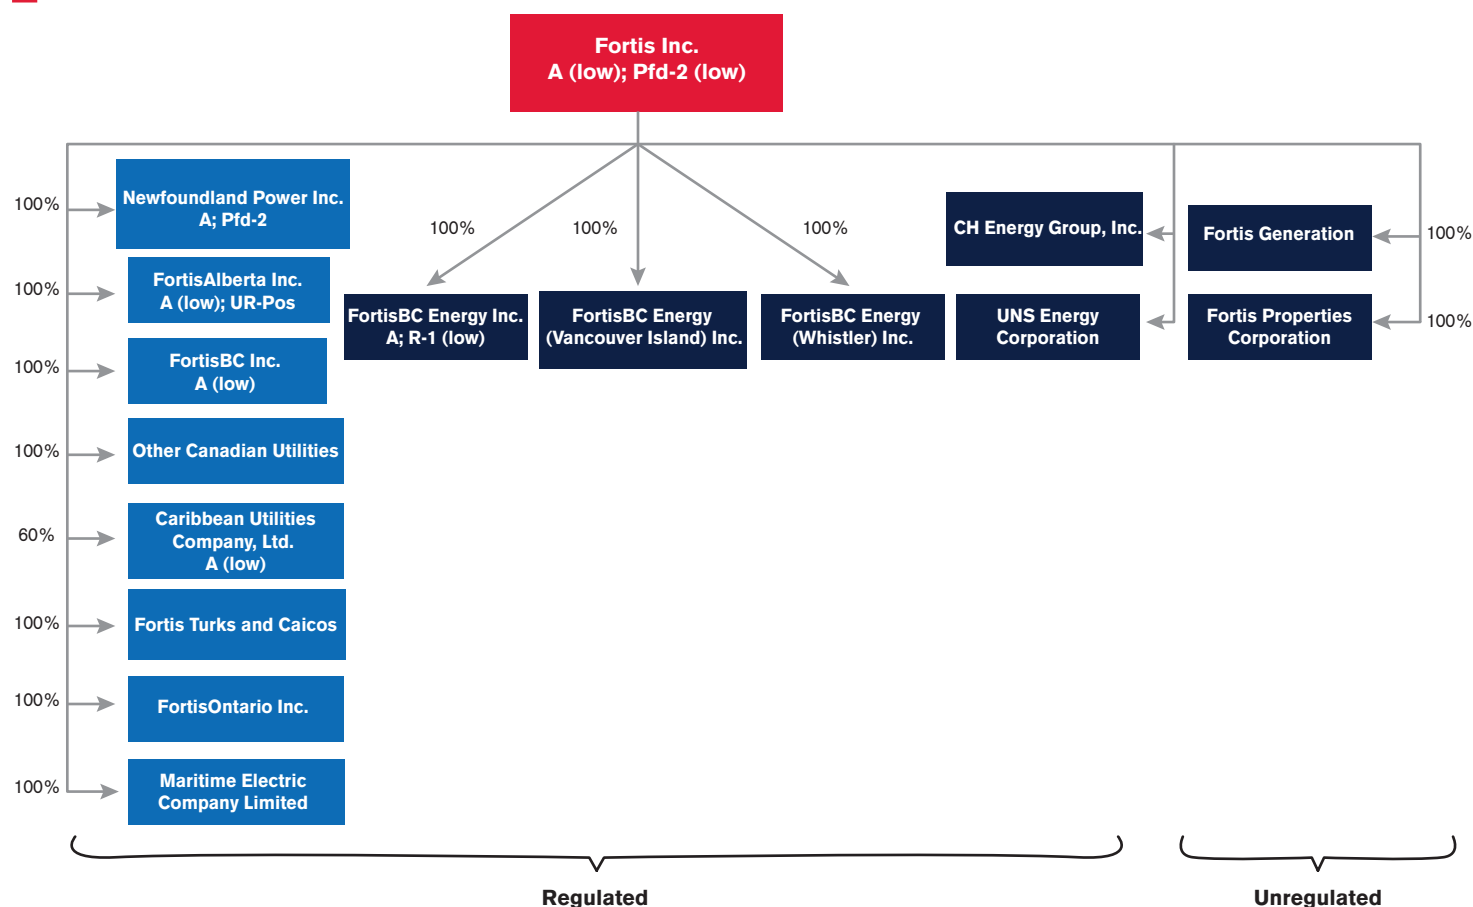 Fortis Inc.
A (low); Pfd-2 (low)
100%
Newfoundland Power Inc.
A; Pfd-2
100%
FortisAlberta Inc.
A (low); UR-Pos
100%
FortisBC Inc.
A (low)
100%
Other Canadian Utilities
60%
Caribbean Utilities
Company, Ltd.
A (low)
100%
Fortis Turks and Caicos
100%
FortisOntario Inc.
100%
Maritime Electric
Company Limited
100%
FortisBC Energy Inc.
A; R-1 (low)
100%
FortisBC Energy
(Vancouver Island) Inc.
100%
FortisBC Energy
(Whistler) Inc.
CH Energy Group, Inc.
UNS Energy
Corporation
Fortis Generation
100%
Fortis Properties
Corporation
100%
Regulated
Unregulated